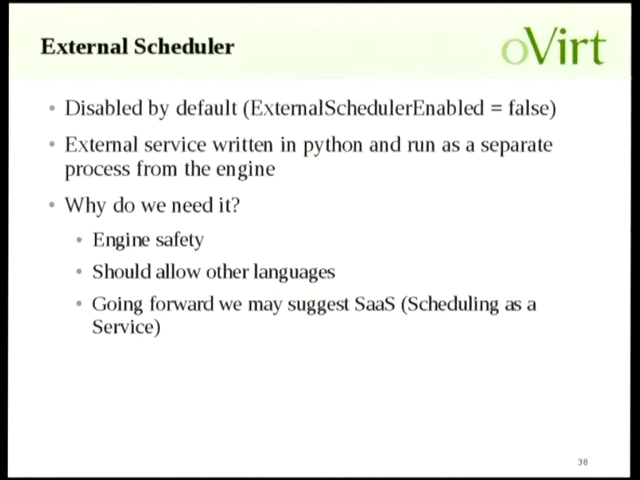 External Scheduler
oVirt
• Disabled by default (ExternalSchedulerEnabled = false)
• External service written in python and run as a separate
process from the engine
• Why do we need it?
• Engine safety
• Should allow other languages
• Going forward we may suggest SaaS (Scheduling as a
Service)
38